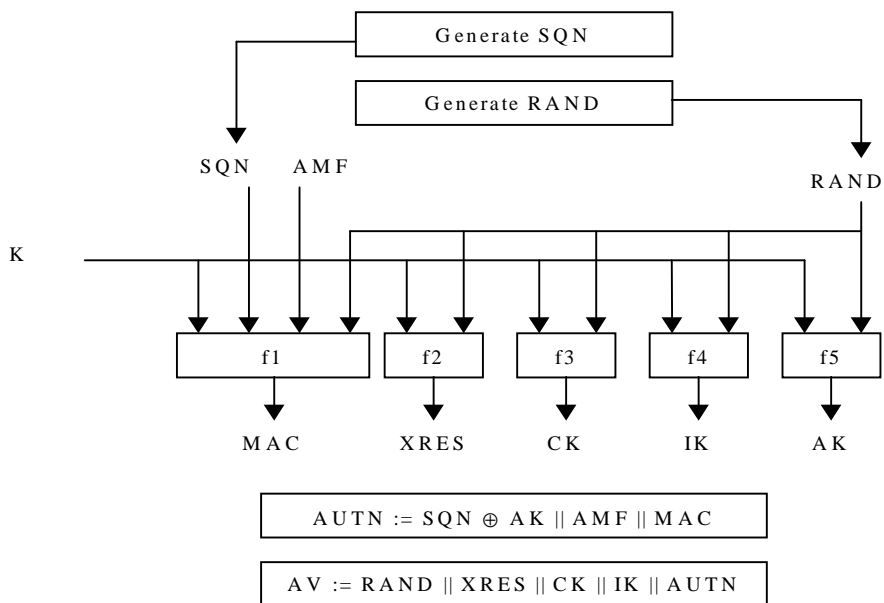 Generate SQN
Generate RAND
SQN AMF RAND
K
f1 f2 f3 f4 f5
MAC XRES CK IK AK
AUTN := SQN ⊕ AK || AMF || MAC
AV := RAND || XRES || CK || IK || AUTN